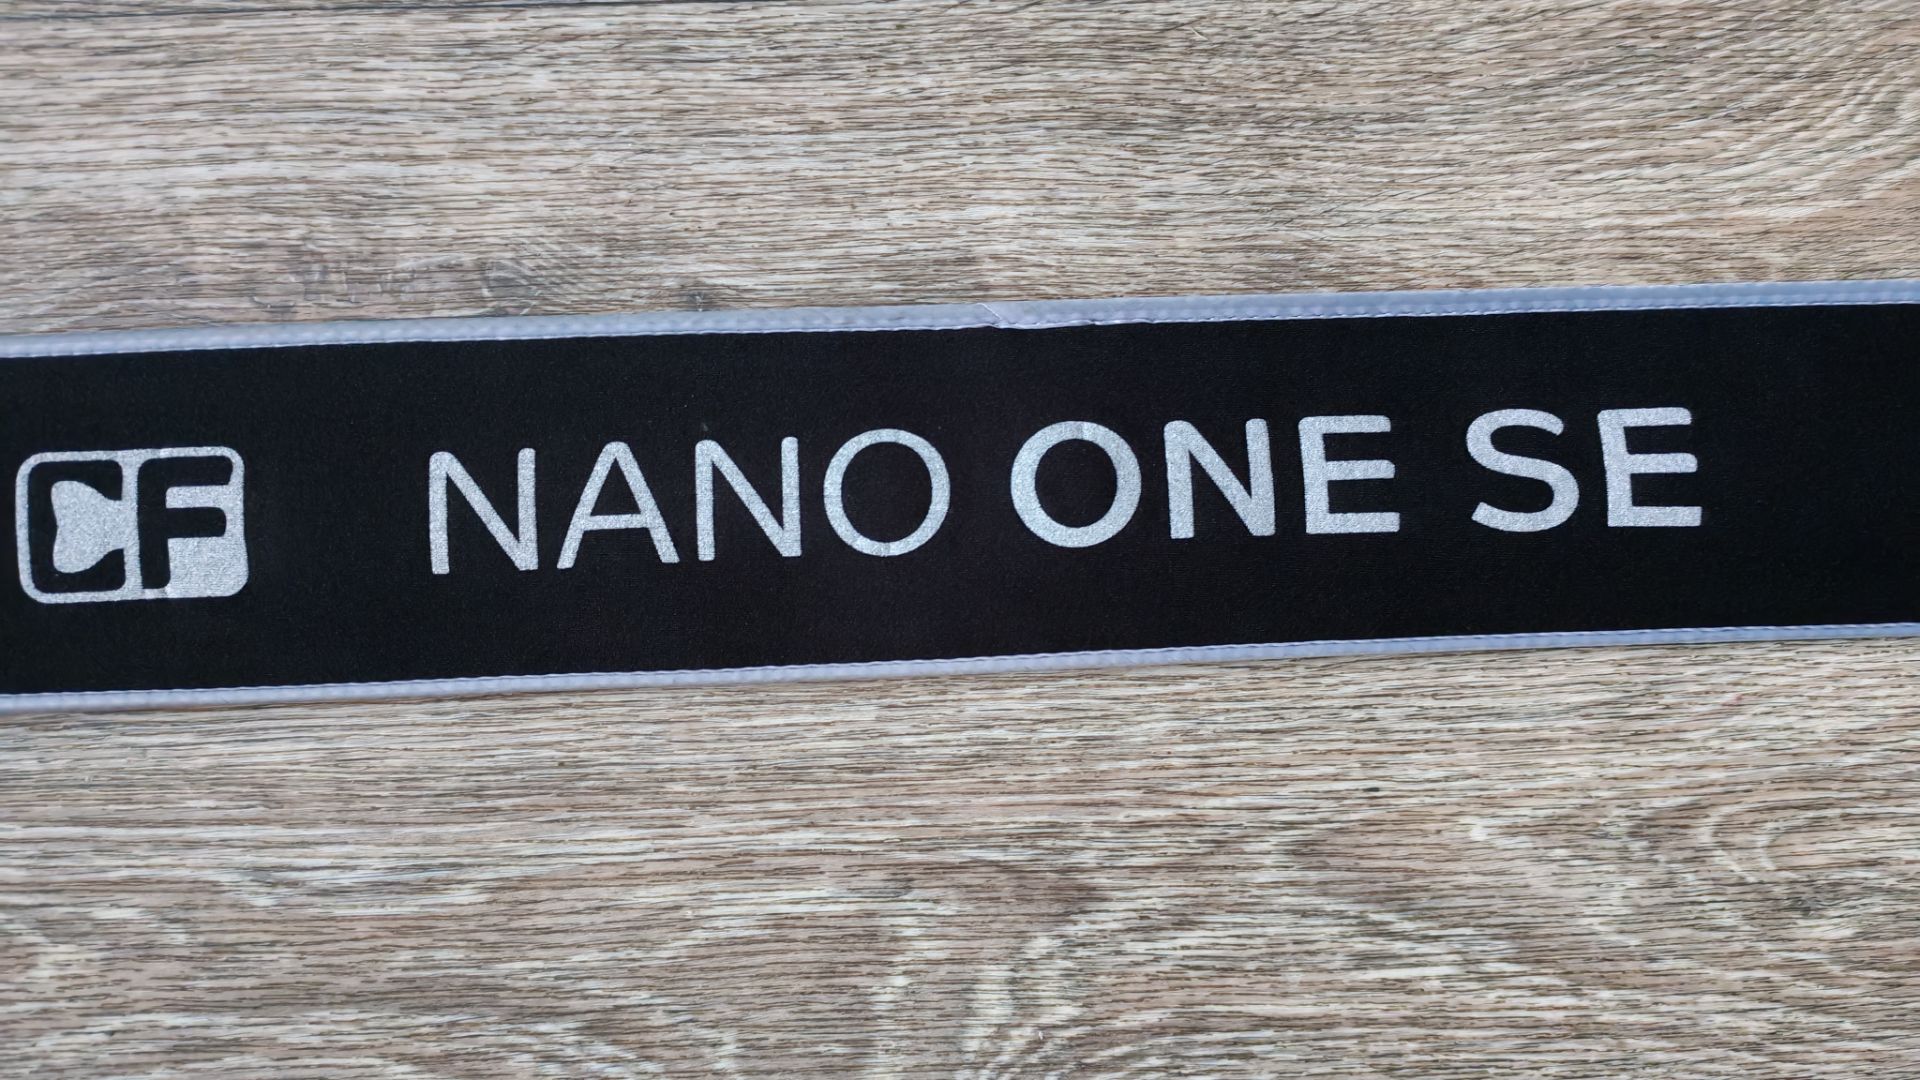 CF NANO ONE SE